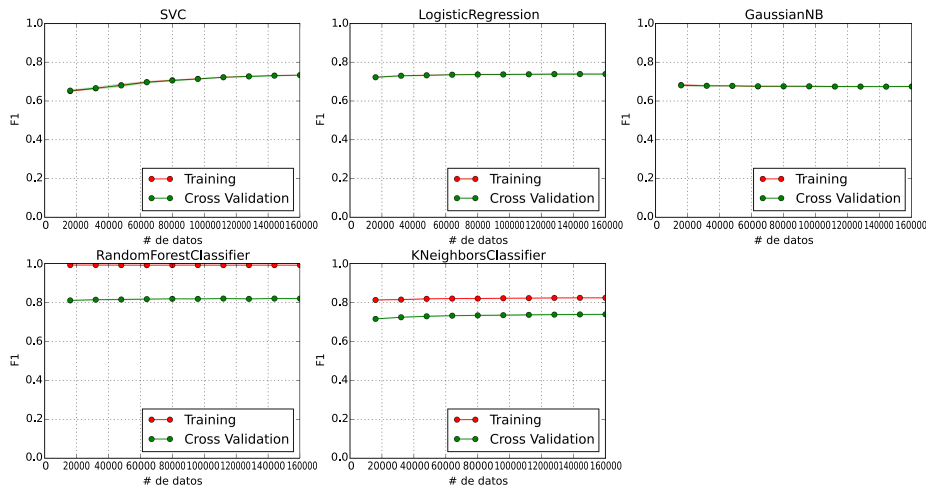 SVC
1.0
0.8
0.6
0.4
0.2
0.0
F1
Training
Cross Validation
0 20000 40000 60000 80000 100000 120000 140000 160000
# de datos
LogisticRegression
1.0
0.8
0.6
0.4
0.2
0.0
F1
Training
Cross Validation
0 20000 40000 60000 80000 100000 120000 140000 160000
# de datos
GaussianNB
1.0
0.8
0.6
0.4
0.2
0.0
F1
Training
Cross Validation
0 20000 40000 60000 80000 100000 120000 140000 160000
# de datos
RandomForestClassifier
1.0
0.8
0.6
0.4
0.2
0.0
F1
Training
Cross Validation
0 20000 40000 60000 80000 100000 120000 140000 160000
# de datos
KNeighborsClassifier
1.0
0.8
0.6
0.4
0.2
0.0
F1
Training
Cross Validation
0 20000 40000 60000 80000 100000 120000 140000 160000
# de datos